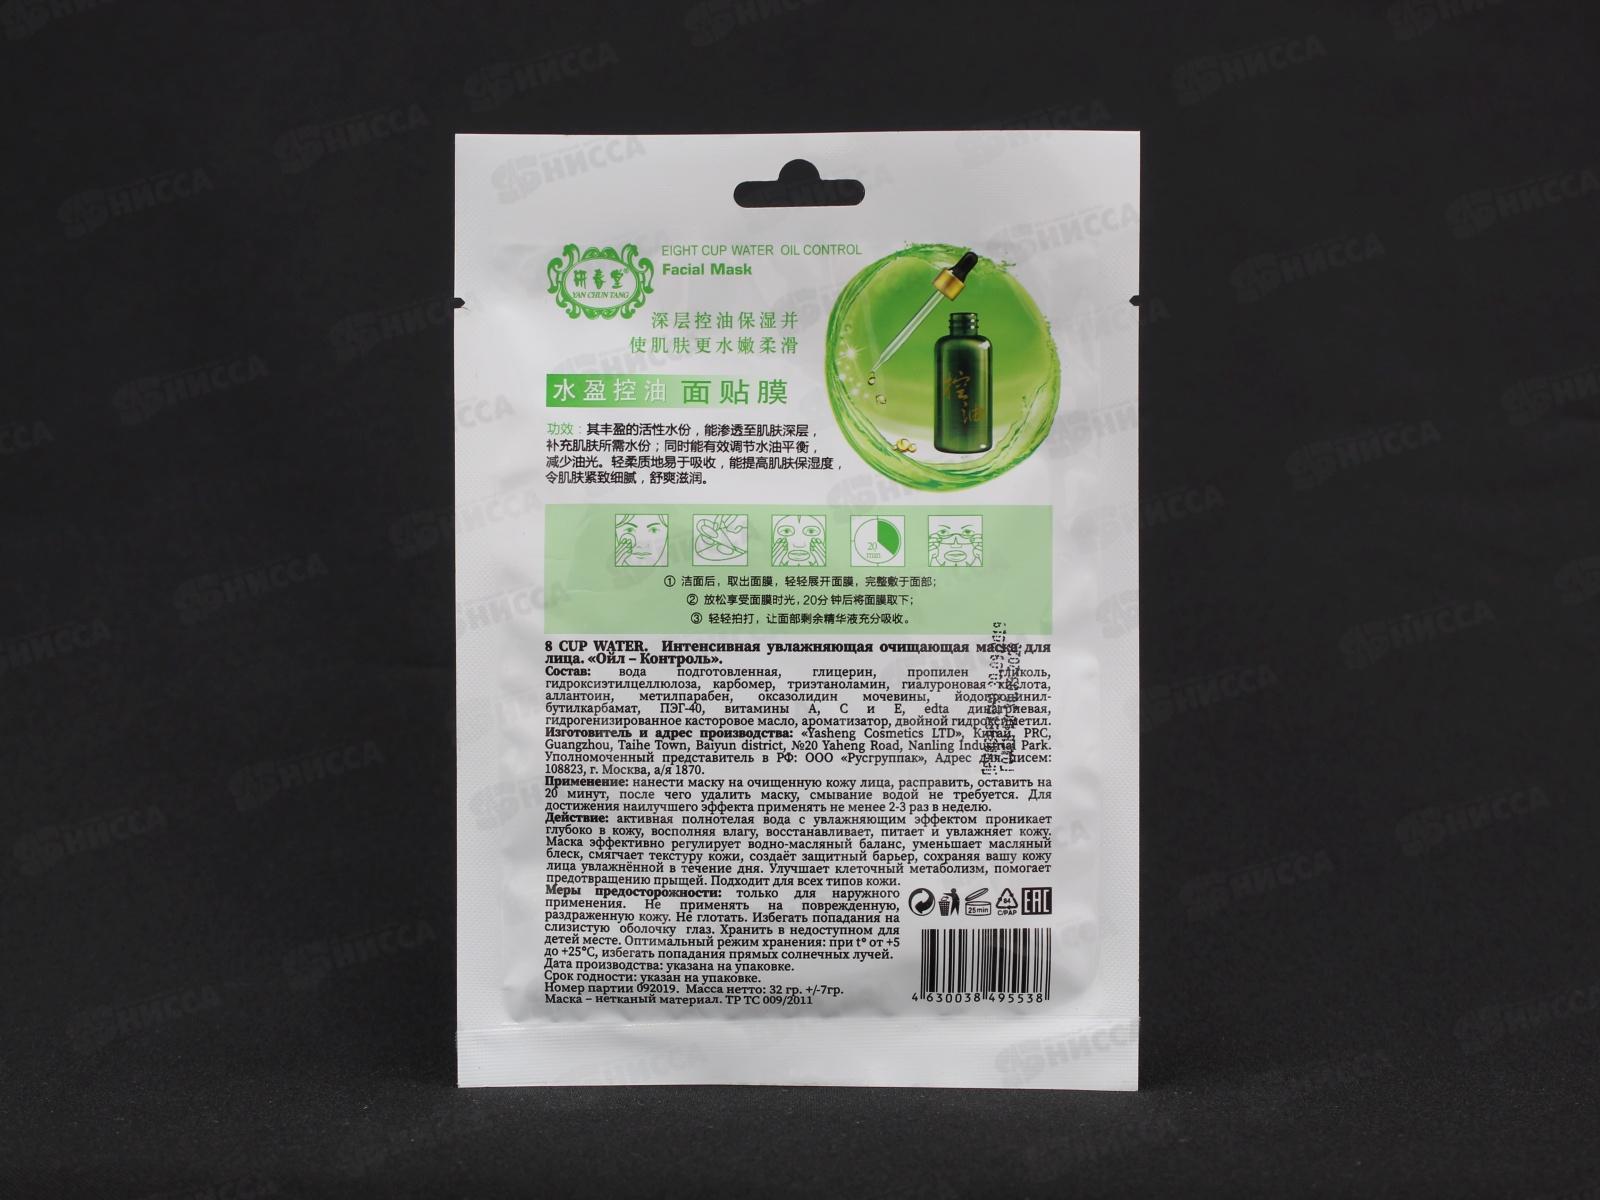 EIGHT CUP WATER OIL CONTROL
Facial Mask
研春堂®
YAN CHUN TANG
深层控油保湿并
使肌肤更水嫩柔滑
水盈控油 面贴膜
控油
功效：其丰盈的活性水份，能渗透至肌肤深层，
补充肌肤所需水份；同时能有效调节水油平衡，
减少油光。轻柔质地易于吸收，能提高肌肤保湿度，
令肌肤紧致细腻，舒爽滋润。
20
min
① 洁面后，取出面膜，轻轻展开面膜，完整敷于面部；
② 放松享受面膜时光，20分钟后将面膜取下；
③ 轻轻拍打，让面部剩余精华液充分吸收。
8 CUP WATER. Интенсивная увлажняющая очищающая маска для
лица. «Ойл – Контроль».
Состав: вода подготовленная, глицерин, пропилен гликоль,
гидроксиэтилцеллюлоза, карбомер, триэтаноламин, гиалуроновая кислота,
аллантоин, метилпарабен, оксазолидин мочевины, йодопропинил-
бутилкарбамат, ПЭГ-40, витамины А, С и Е, edta динатриевая,
гидрогенизированное касторовое масло, ароматизатор, двойной гидроксиметил.
Изготовитель и адрес производства: «Yasheng Cosmetics LTD», Китай, PRC,
Guangzhou, Taihe Town, Baiyun district, №20 Yaheng Road, Nanling Industrial Park.
Уполномоченный представитель в РФ: ООО «Русгруппак», Адрес для писем:
108823, г. Москва, а/я 1870.
Применение: нанести маску на очищенную кожу лица, расправить, оставить на
20 минут, после чего удалить маску, смывание водой не требуется. Для
достижения наилучшего эффекта применять не менее 2-3 раз в неделю.
Действие: активная полнотелая вода с увлажняющим эффектом проникает
глубоко в кожу, восполняя влагу, восстанавливает, питает и увлажняет кожу.
Маска эффективно регулирует водно-масляный баланс, уменьшает масляный
блеск, смягчает текстуру кожи, создаёт защитный барьер, сохраняя вашу кожу
лица увлажнённой в течение дня. Улучшает клеточный метаболизм, помогает
предотвращению прыщей. Подходит для всех типов кожи.
Меры предосторожности: только для наружного
применения. Не применять на поврежденную,
раздраженную кожу. Не глотать. Избегать попадания на
слизистую оболочку глаз. Хранить в недоступном для
детей месте. Оптимальный режим хранения: при t° от +5
до +25°С, избегать попадания прямых солнечных лучей.
Дата производства: указана на упаковке.
Срок годности: указан на упаковке.
Номер партии 092019. Масса нетто: 32 гр. +/-7гр.
Маска – нетканый материал. ТР ТС 009/2011
25 min
84
C/PAP
EAC
4 630038 495538
НИССА